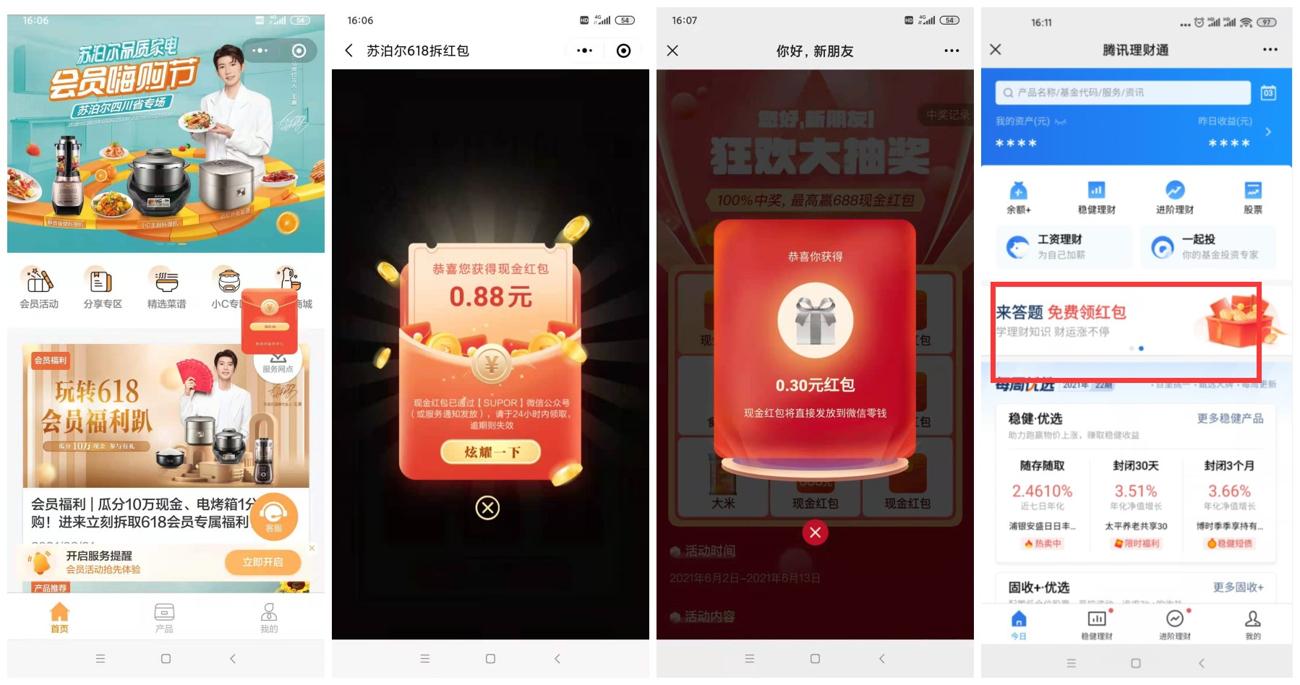 16:06
54
苏泊尔品质家电
会员嗨购节
苏泊尔四川省专场
会员活动
分享专区
精选菜谱
小C专
商城
服务网点
会员福利
玩转618
会员福利趴
瓜分10万现金 参与有礼
会员福利 | 瓜分10万现金、电烤箱1分
购！进来立刻拆取618会员专属福利
客服
开启服务提醒
会员活动抢先体验
立即开启
产品推荐
首页
产品
我的
16:06
HD 4G 54
苏泊尔618拆红包
恭喜您获得现金红包
0.88元
¥
现金红包已通过【SUPOR】微信公众号
（或服务通知发放），请于24小时内领取，
逾期则失效
炫耀一下
16:07
HD 4G 54
你好，新朋友
中奖记录
您好,新朋友!
狂欢大抽奖
100%中奖，最高赢688现金红包
恭喜你获得
0.30元红包
现金红包将直接发放到微信零钱
大米
现金红包
现金红包
活动时间
2021年6月2日-2021年6月13日
活动内容
16:11
97
腾讯理财通
产品名称/基金代码/服务/资讯
03
我的资产(元)
昨日收益(元)
****
****
余额+
稳健理财
进阶理财
股票
工资理财
为自己加薪
一起投
你的基金投资专家
来答题 免费领红包
学理财知识 财运涨不停
每周优选 2021年 22期
每周更新
稳健·优选
更多稳健产品
助力跑赢物价上涨，赚取稳健收益
随存随取
封闭30天
封闭3个月
2.4610%
3.51%
3.66%
近七日年化
年化净值增长
年化净值增长
浦银安盛日日丰...
太平养老共享30
博时季季享持有...
热卖中
限时福利
稳健短债
固收+·优选
更多固收+
今日
稳健理财
进阶理财
我的